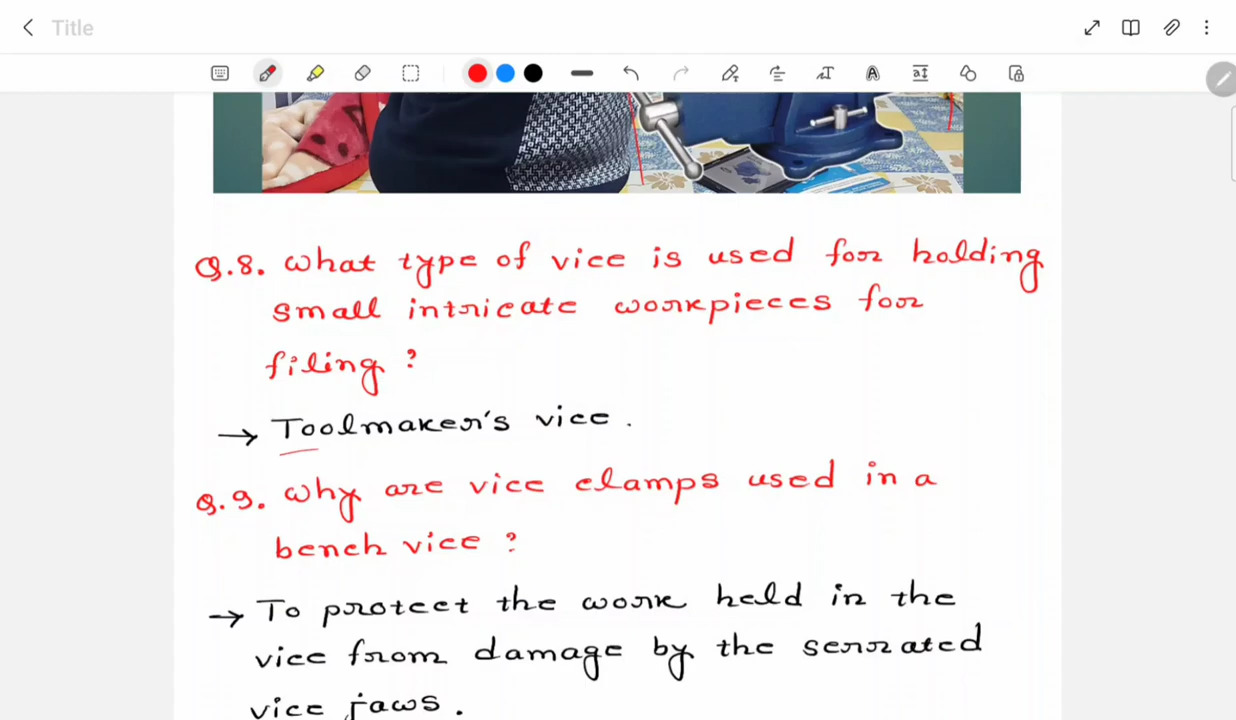 Title
Q.8. What type of vice is used for holding
small intricate workpieces for
filing ?
→ Toolmaker's vice .
Q.9. Why are vice clamps used in a
bench vice ?
→ To protect the work held in the
vice from damage by the serrated
vice jaws .